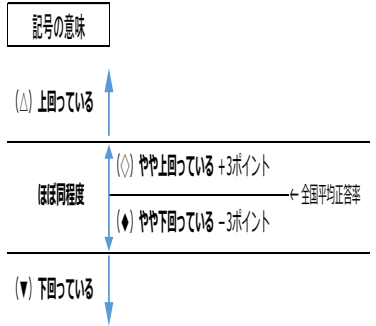 記号の意味
(△) 上回っている
(◇) やや上回っている +3ポイント
ほぼ同程度
← 全国平均正答率
(♦) やや下回っている −3ポイント
(▼) 下回っている